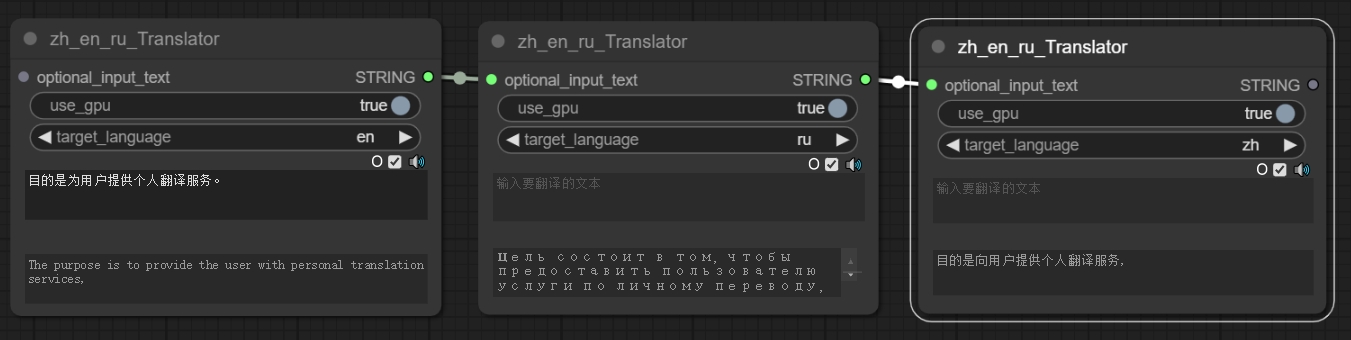 zh_en_ru_Translator
optional_input_text STRING
use_gpu true
target_language en
O
目的是为用户提供个人翻译服务。
The purpose is to provide the user with personal translation
services,
zh_en_ru_Translator
optional_input_text STRING
use_gpu true
target_language ru
O
输入要翻译的文本
Цель состоит в том, чтобы
предоставить пользователю
услуги по личному переводу,
zh_en_ru_Translator
optional_input_text STRING
use_gpu true
target_language zh
O
输入要翻译的文本
目的是向用户提供个人翻译服务,